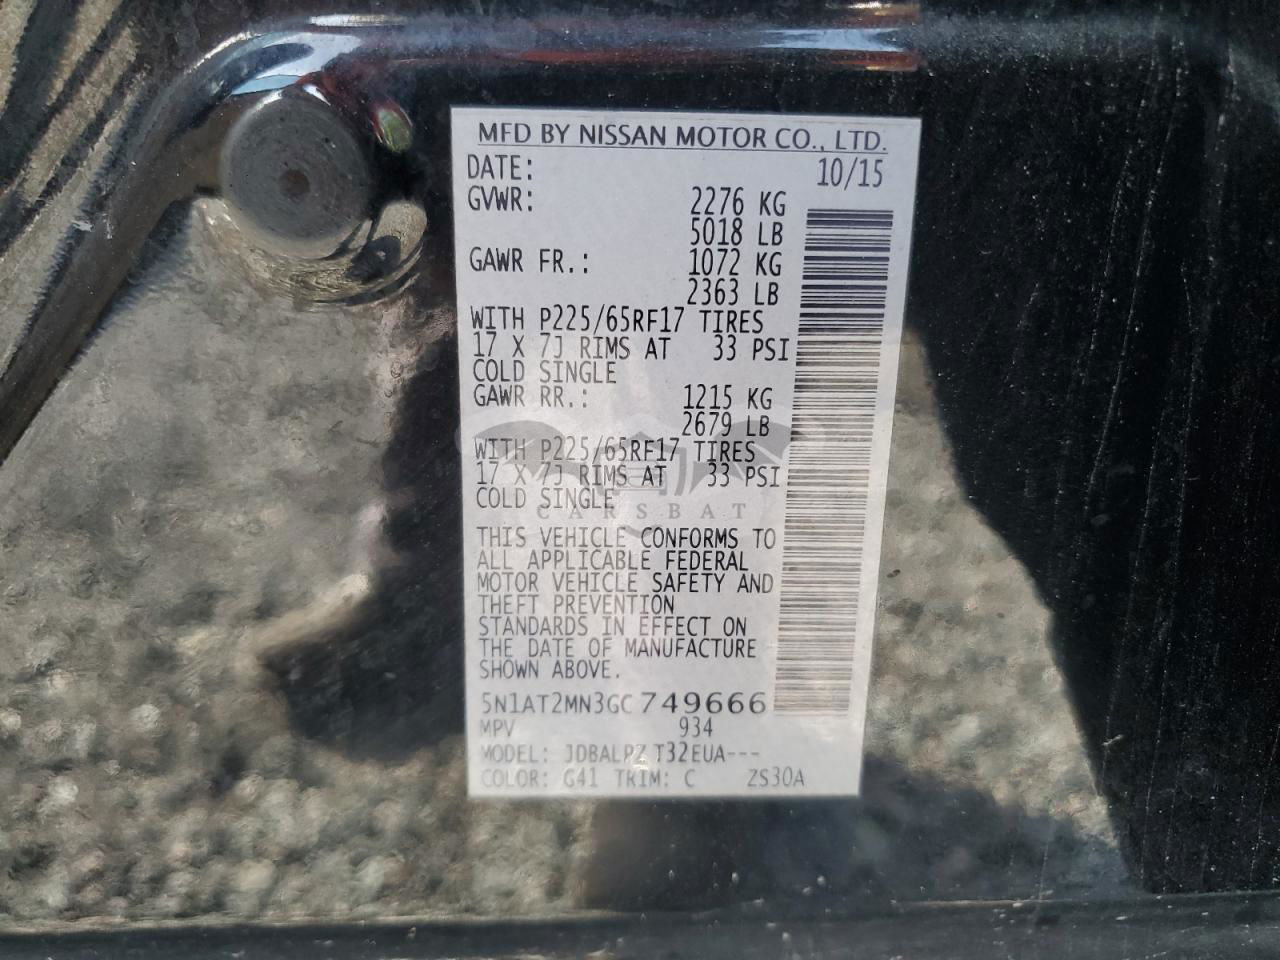 MFD BY NISSAN MOTOR CO., LTD.
DATE: 10/15
GVWR: 2276 KG
5018 LB
GAWR FR.: 1072 KG
2363 LB
WITH P225/65RF17 TIRES
17 X 7J RIMS AT 33 PSI
COLD SINGLE
GAWR RR.: 1215 KG
2679 LB
WITH P225/65RF17 TIRES
17 X 7J RIMS AT 33 PSI
COLD SINGLE
CARSBAT
THIS VEHICLE CONFORMS TO
ALL APPLICABLE FEDERAL
MOTOR VEHICLE SAFETY AND
THEFT PREVENTION
STANDARDS IN EFFECT ON
THE DATE OF MANUFACTURE
SHOWN ABOVE.
5N1AT2MN3GC749666
MPV 934
MODEL: JDBALRZ T32EUA---
COLOR: G41 TRIM: C ZS30A